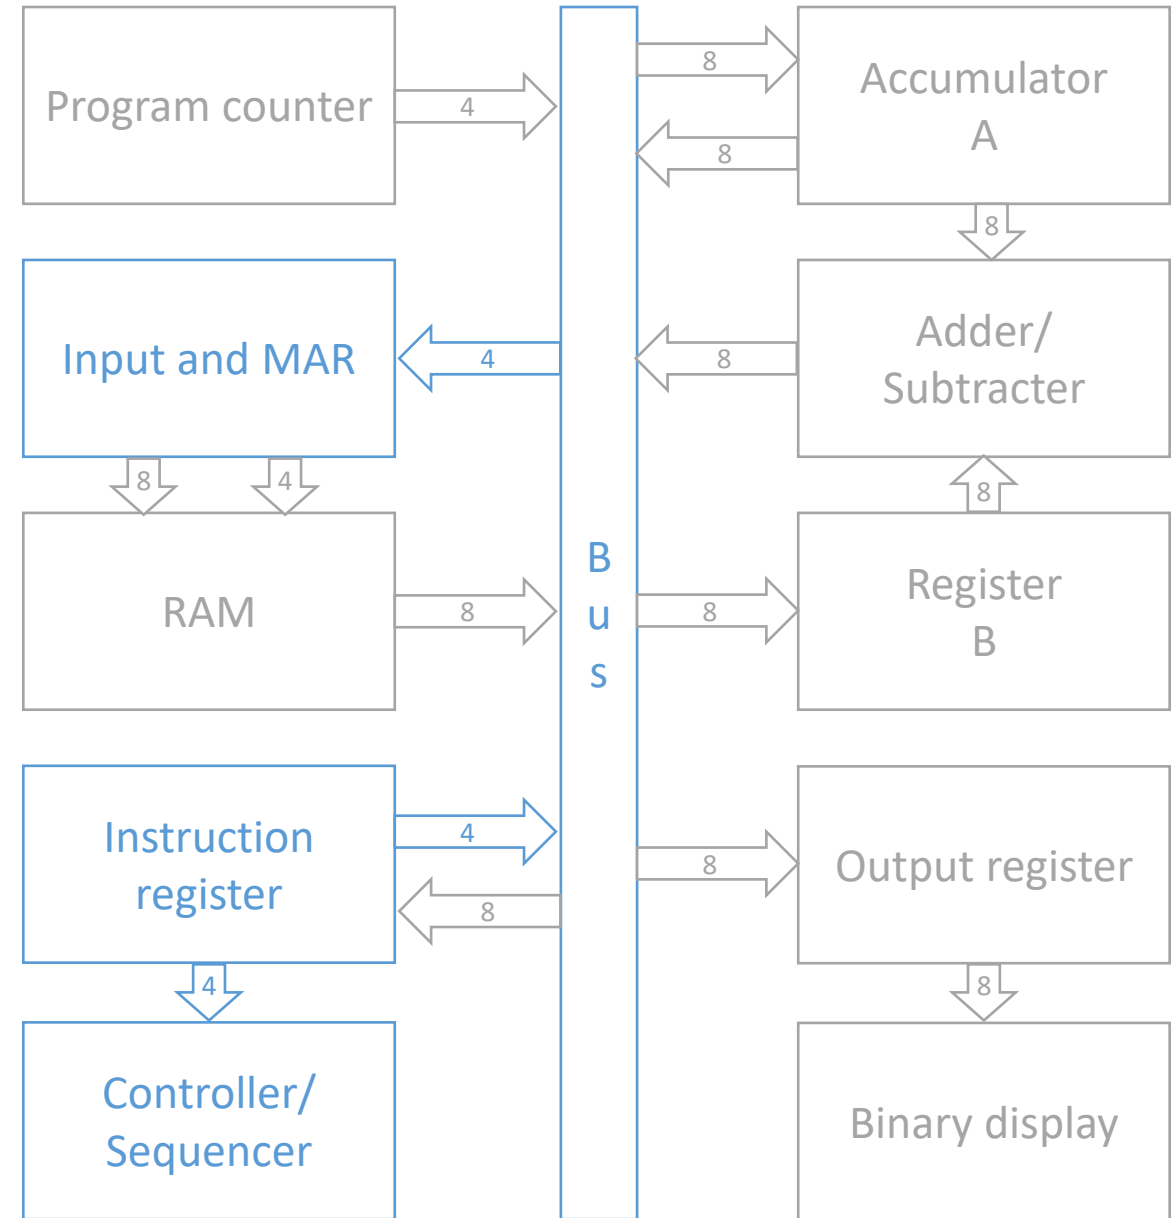 Program counter
4
8
Accumulator
A
8
8
Input and MAR
4
8
Adder/
Subtracter
8
4
8
RAM
8
B
u
s
8
Register
B
Instruction
register
4
8
8
Output register
4
8
Controller/
Sequencer
Binary display